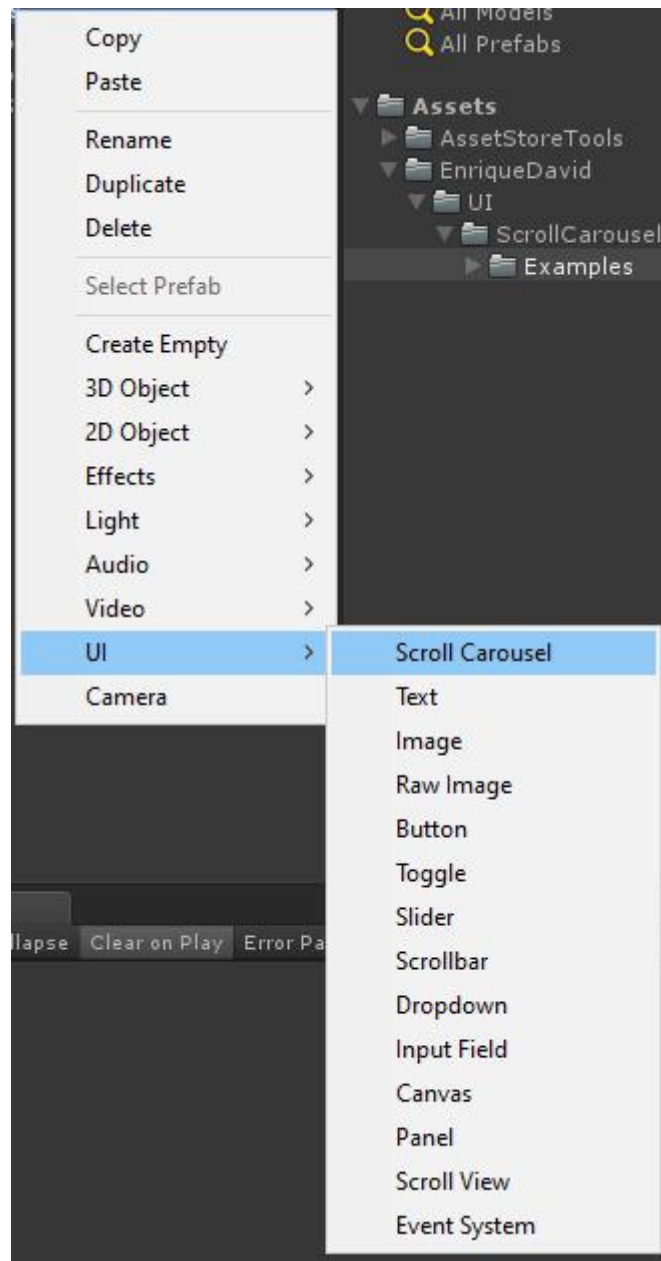 Copy
Paste
Rename
Duplicate
Delete
Select Prefab
Create Empty
3D Object
2D Object
Effects
Light
Audio
Video
UI
Camera
All Models
All Prefabs
Assets
AssetStoreTools
EnriqueDavid
UI
ScrollCarousel
Examples
Scroll Carousel
Text
Image
Raw Image
Button
Toggle
Slider
Scrollbar
Dropdown
Input Field
Canvas
Panel
Scroll View
Event System
llapse Clear on Play Error Pa